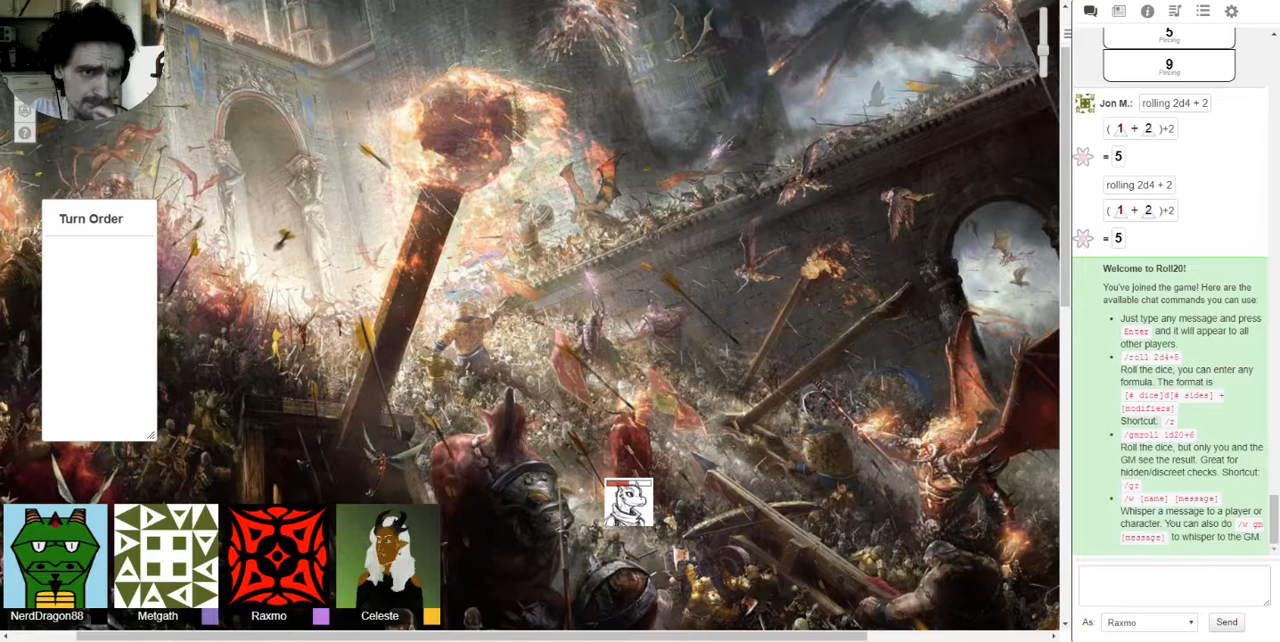 5
Piercing
9
Piercing
Jon M.: rolling 2d4 + 2
( 1 + 2 )+2
= 5
rolling 2d4 + 2
( 1 + 2 )+2
= 5
Turn Order
Welcome to Roll20!
You've joined the game! Here are the
available chat commands you can use:
Just type any message and press
Enter and it will appear to all
other players.
/roll 2d4+5
Roll the dice, you can enter any
formula. The format is
[# dice]d[# sides] +
[modifiers]
Shortcut: /r
/gmroll 1d20+6
Roll the dice, but only you and the
GM see the result. Great for
hidden/discreet checks. Shortcut:
/gr
/w [name] [message]
Whisper a message to a player or
character. You can also do /w gm
[message] to whisper to the GM.
NerdDragon88
Metgath
Raxmo
Celeste
As: Raxmo Send